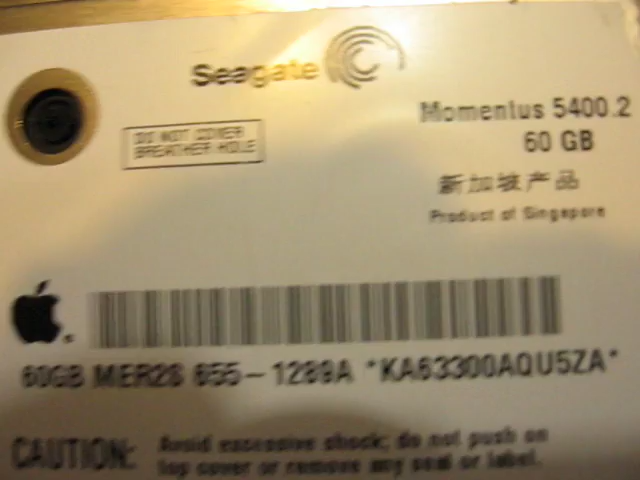 Seagate
DO NOT COVER
BREATHER HOLE
Momentus 5400.2
60 GB
新加坡产品
Product of Singapore
60GB MER2S 655-1289A *KA63300AQU5ZA*
CAUTION: Avoid excessive shock; do not push on
top cover or remove any seal or label.